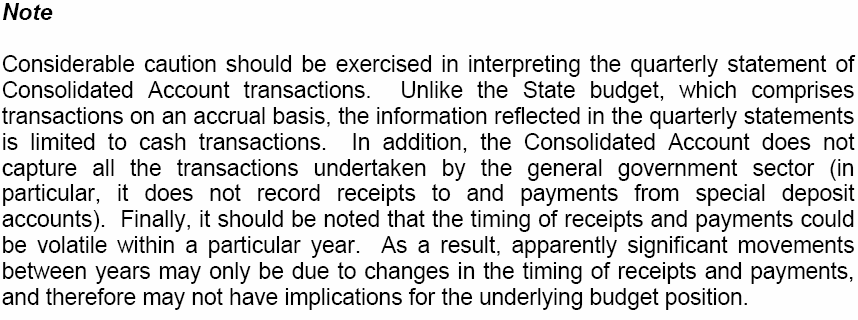 Note
Considerable caution should be exercised in interpreting the quarterly statement of
Consolidated Account transactions. Unlike the State budget, which comprises
transactions on an accrual basis, the information reflected in the quarterly statements
is limited to cash transactions. In addition, the Consolidated Account does not
capture all the transactions undertaken by the general government sector (in
particular, it does not record receipts to and payments from special deposit
accounts). Finally, it should be noted that the timing of receipts and payments could
be volatile within a particular year. As a result, apparently significant movements
between years may only be due to changes in the timing of receipts and payments,
and therefore may not have implications for the underlying budget position.